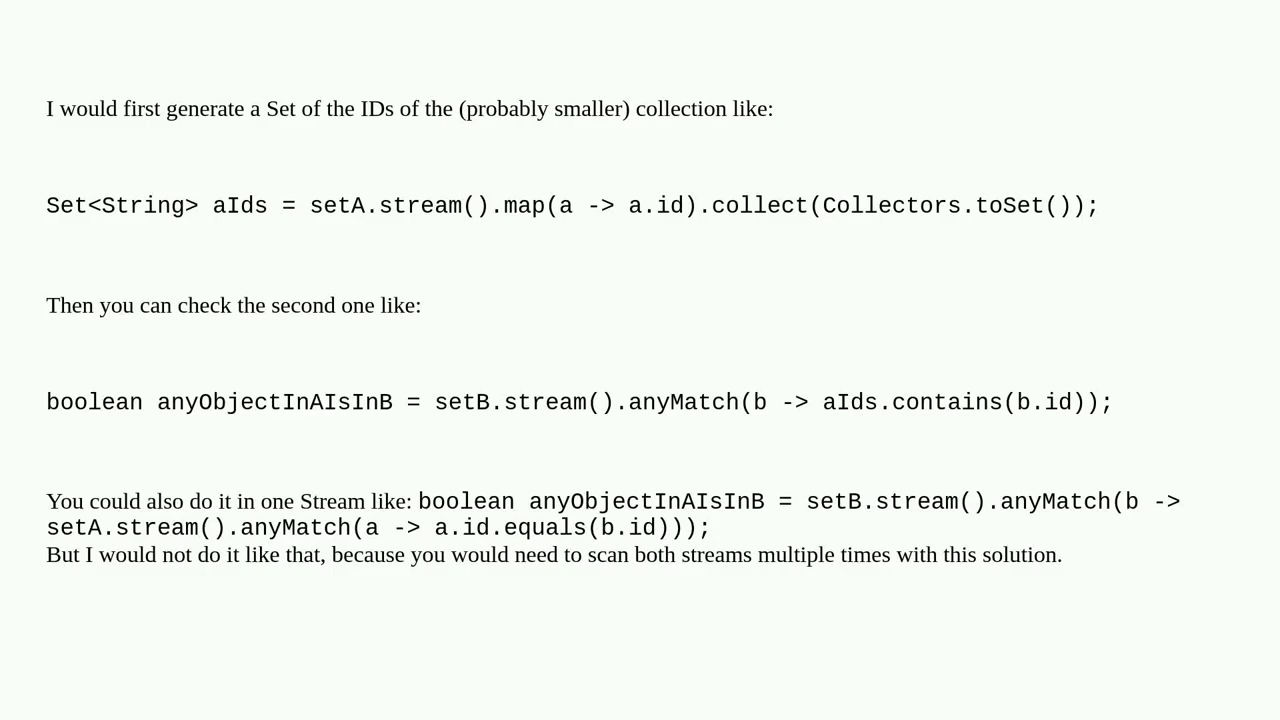 I would first generate a Set of the IDs of the (probably smaller) collection like:
Set<String> aIds = setA.stream().map(a -> a.id).collect(Collectors.toSet());
Then you can check the second one like:
boolean anyObjectInAIsInB = setB.stream().anyMatch(b -> aIds.contains(b.id));
You could also do it in one Stream like: boolean anyObjectInAIsInB = setB.stream().anyMatch(b ->
setA.stream().anyMatch(a -> a.id.equals(b.id)));
But I would not do it like that, because you would need to scan both streams multiple times with this solution.